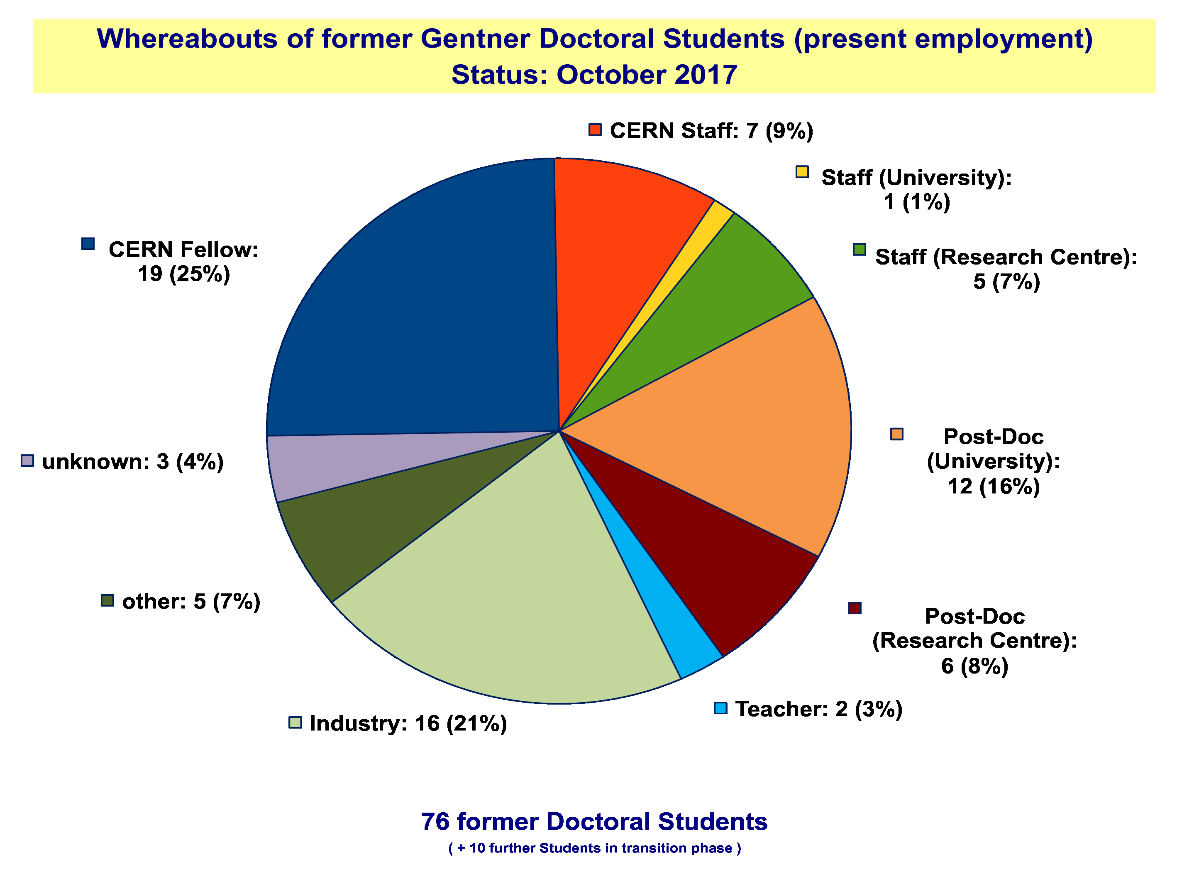 Whereabouts of former Gentner Doctoral Students (present employment)
Status: October 2017
CERN Staff: 7 (9%)
Staff (University):
1 (1%)
Staff (Research Centre):
5 (7%)
CERN Fellow:
19 (25%)
Post-Doc
(University):
12 (16%)
unknown: 3 (4%)
other: 5 (7%)
Post-Doc
(Research Centre):
6 (8%)
Teacher: 2 (3%)
Industry: 16 (21%)
76 former Doctoral Students
( + 10 further Students in transition phase )